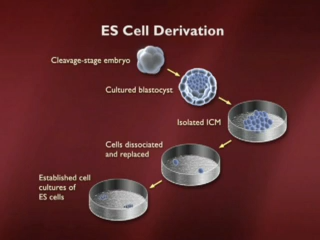 ES Cell Derivation
Cleavage-stage embryo
Cultured blastocyst
Isolated ICM
Cells dissociated
and replaced
Established cell
cultures of
ES cells